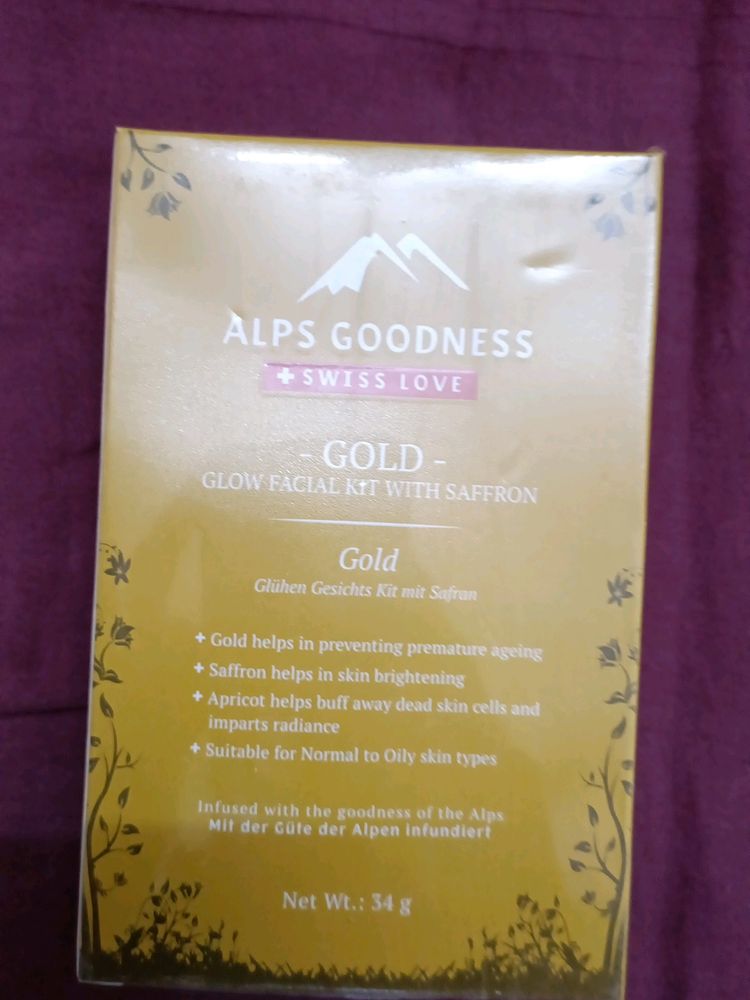 ALPS GOODNESS
+ SWISS LOVE
- GOLD -
GLOW FACIAL KIT WITH SAFFRON
Gold
Glühen Gesichts Kit mit Safran
+ Gold helps in preventing premature ageing
+ Saffron helps in skin brightening
+ Apricot helps buff away dead skin cells and
imparts radiance
+ Suitable for Normal to Oily skin types
Infused with the goodness of the Alps
Mit der Güte der Alpen infundiert
Net Wt.: 34 g